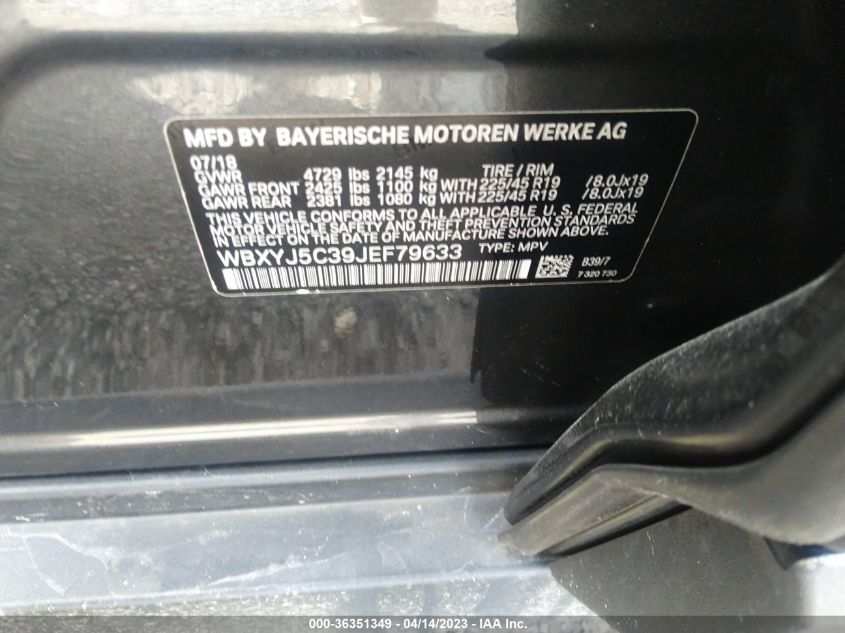 MFD BY BAYERISCHE MOTOREN WERKE AG
07/18
GVWR 4729 lbs 2145 kg TIRE / RIM
GAWR FRONT 2425 lbs 1100 kg WITH 225/45 R19 /8.0Jx19
GAWR REAR 2381 lbs 1080 kg WITH 225/45 R19 /8.0Jx19
THIS VEHICLE CONFORMS TO ALL APPLICABLE U. S. FEDERAL
MOTOR VEHICLE SAFETY AND THEFT PREVENTION STANDARDS
IN EFFECT ON THE DATE OF MANUFACTURE SHOWN ABOVE.
WBXYJ5C39JEF79633 TYPE: MPV
B39/7
7 320 730
000-36351349 - 04/14/2023 - IAA Inc.